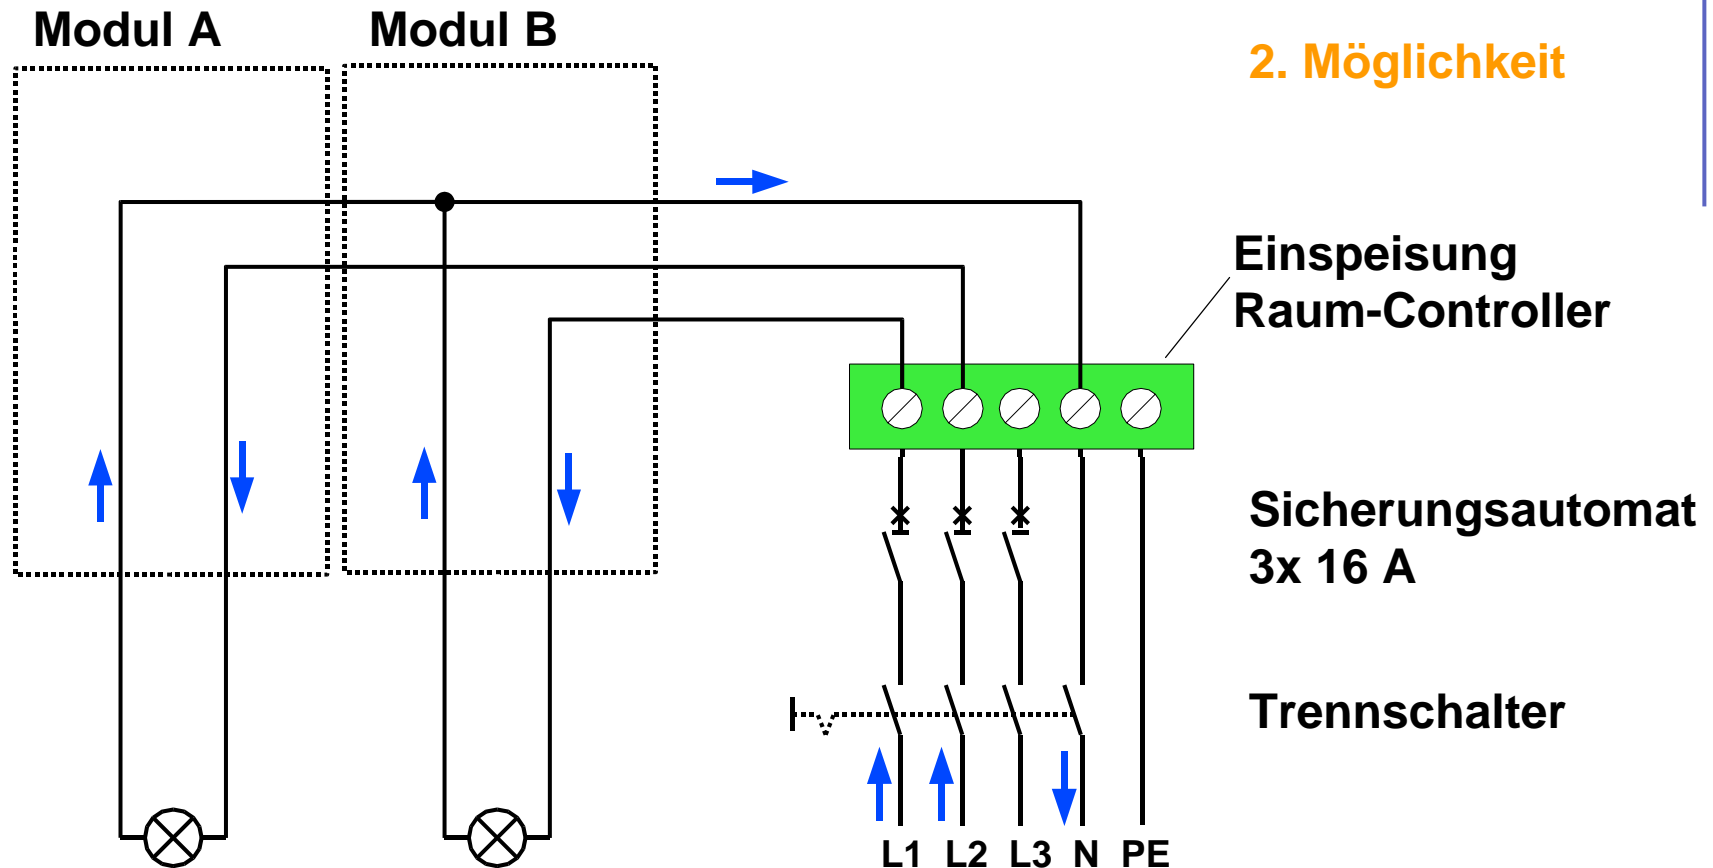 Modul A
Modul B
2. Möglichkeit
Einspeisung
Raum-Controller
Sicherungsautomat
3x 16 A
Trennschalter
L1 L2 L3 N PE